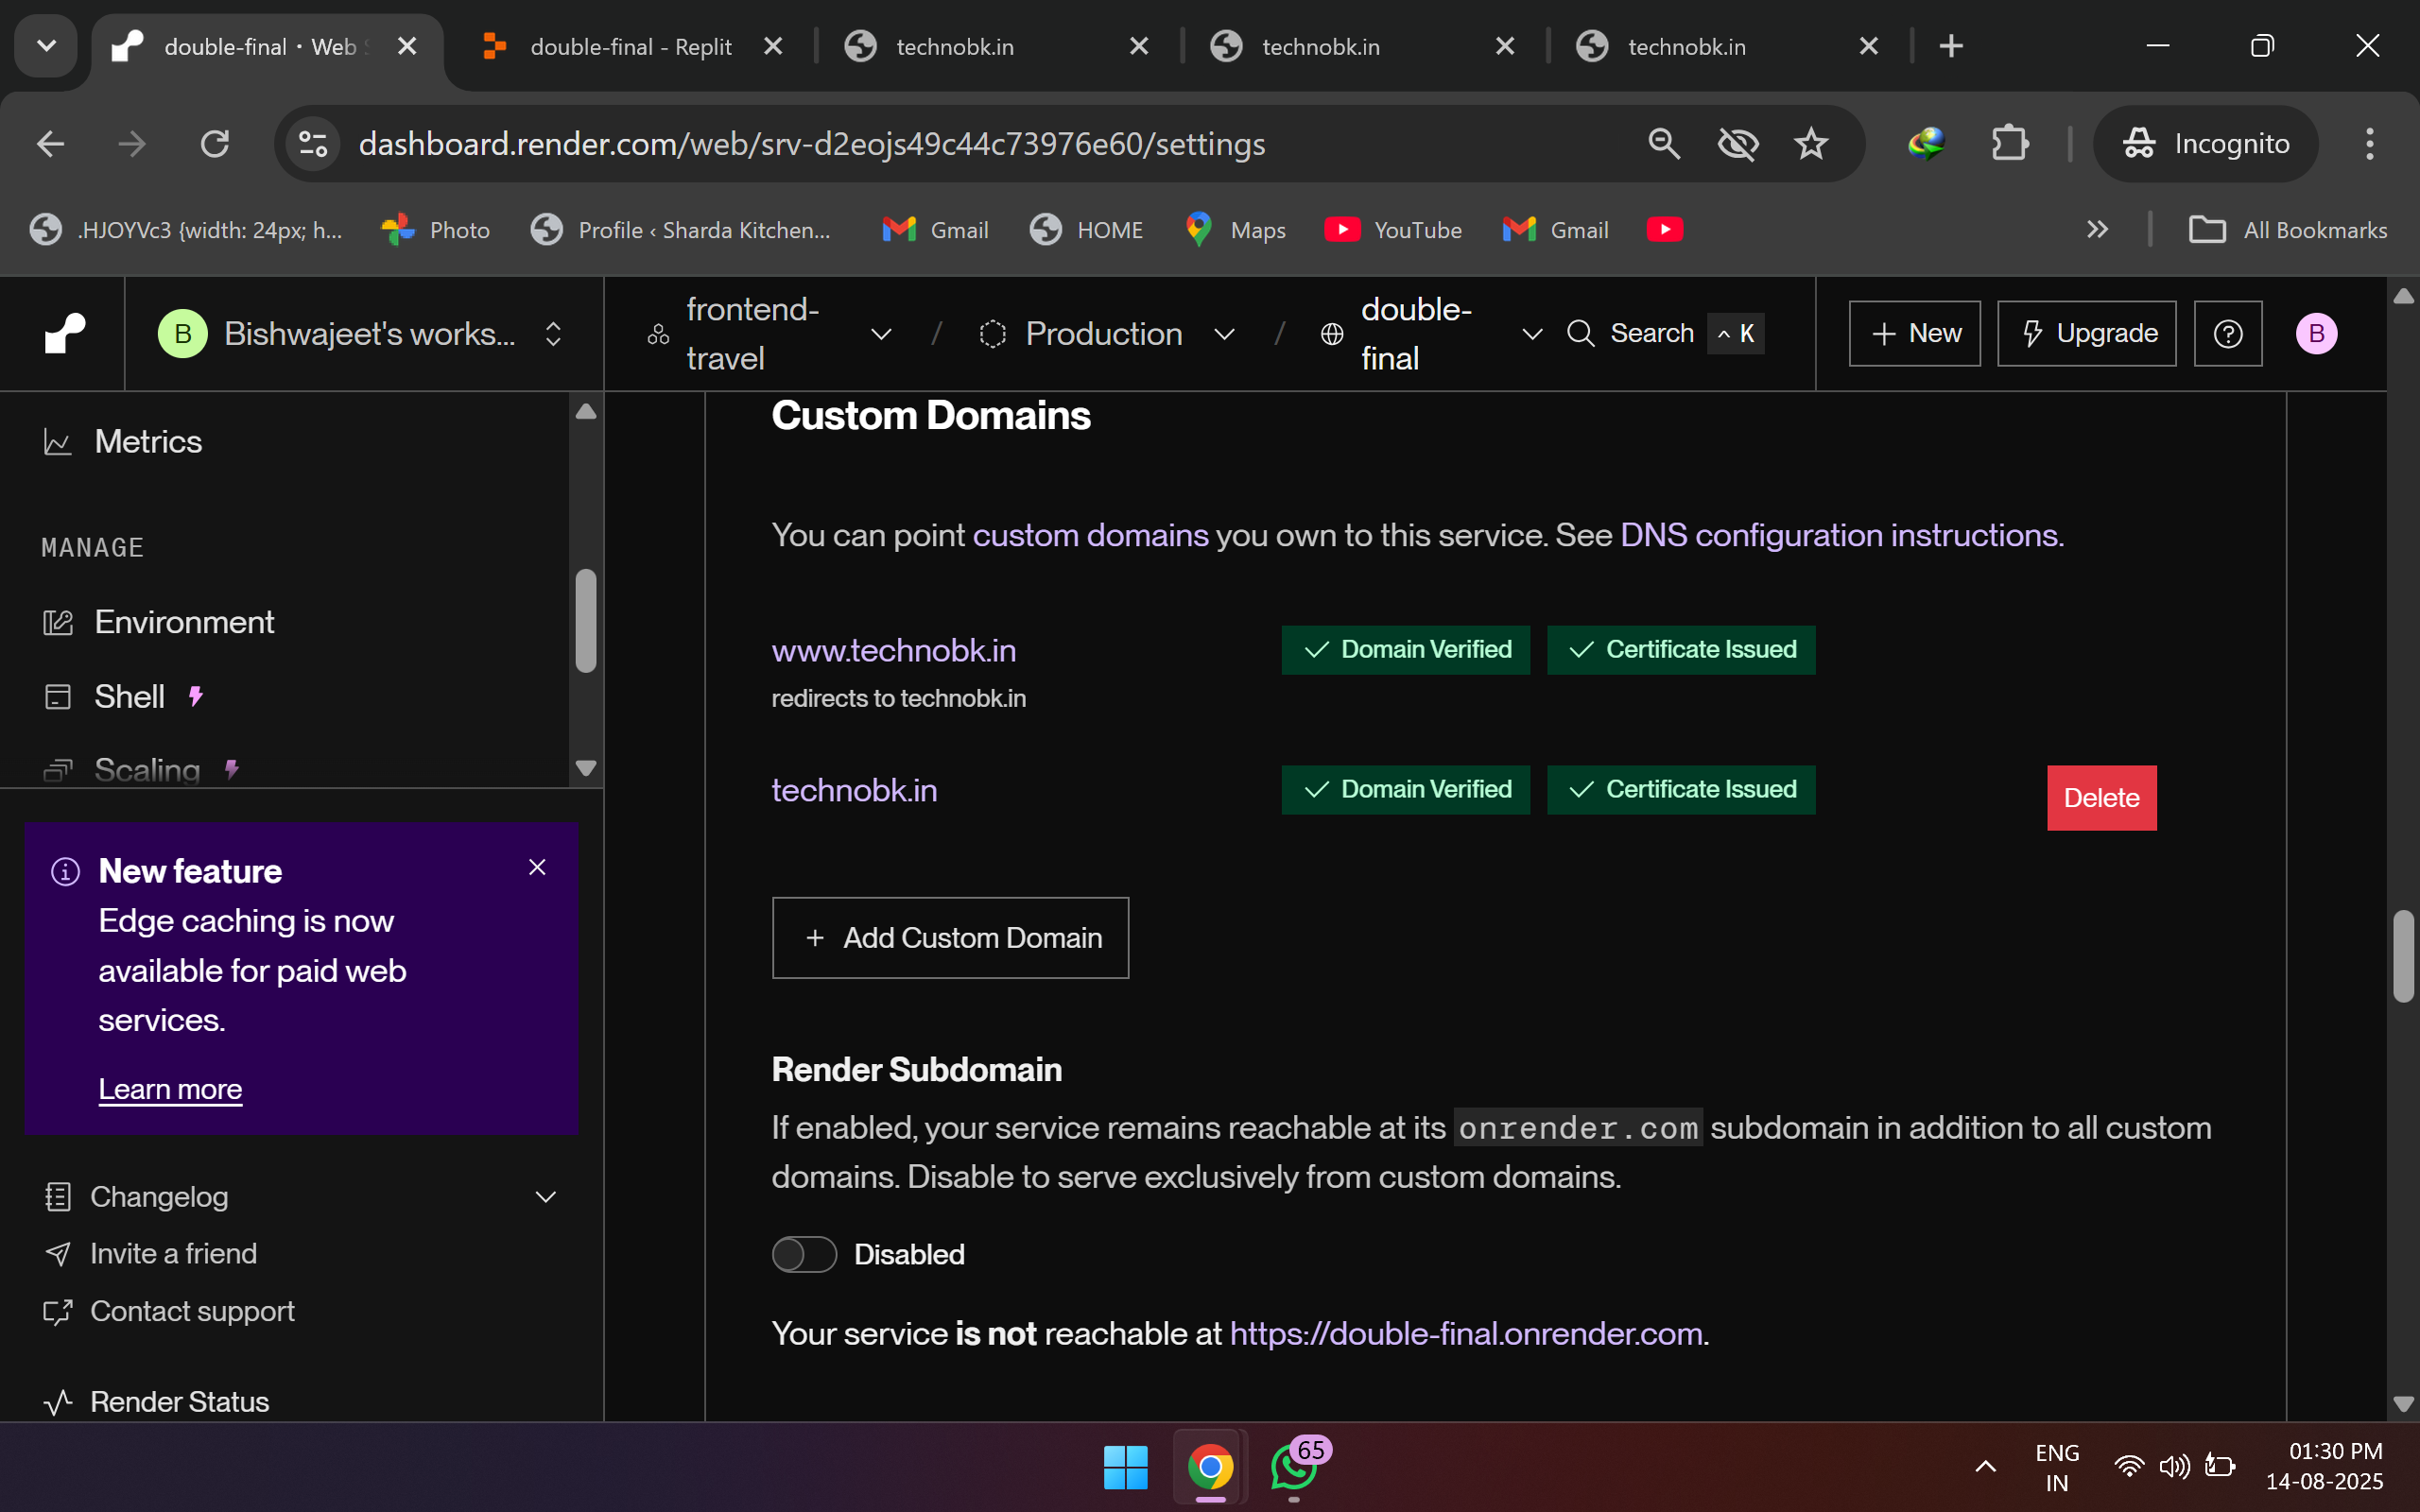 double-final · Web S
double-final - Replit
technobk.in
technobk.in
technobk.in
dashboard.render.com/web/srv-d2eojs49c44c73976e60/settings
Incognito
.HJOYVc3 {width: 24px; h...
Photo
Profile ‹ Sharda Kitchen...
Gmail
HOME
Maps
YouTube
Gmail
All Bookmarks
B
Bishwajeet's works...
frontend-
travel
/
Production
/
double-
final
Search
^ K
+ New
Upgrade
B
Metrics
MANAGE
Environment
Shell
Scaling
New feature
Edge caching is now
available for paid web
services.
Learn more
Changelog
Invite a friend
Contact support
Render Status
Custom Domains
You can point custom domains you own to this service. See DNS configuration instructions.
www.technobk.in
Domain Verified
Certificate Issued
redirects to technobk.in
technobk.in
Domain Verified
Certificate Issued
Delete
+ Add Custom Domain
Render Subdomain
If enabled, your service remains reachable at its onrender.com subdomain in addition to all custom
domains. Disable to serve exclusively from custom domains.
Disabled
Your service is not reachable at https://double-final.onrender.com.
65
ENG
IN
01:30 PM
14-08-2025